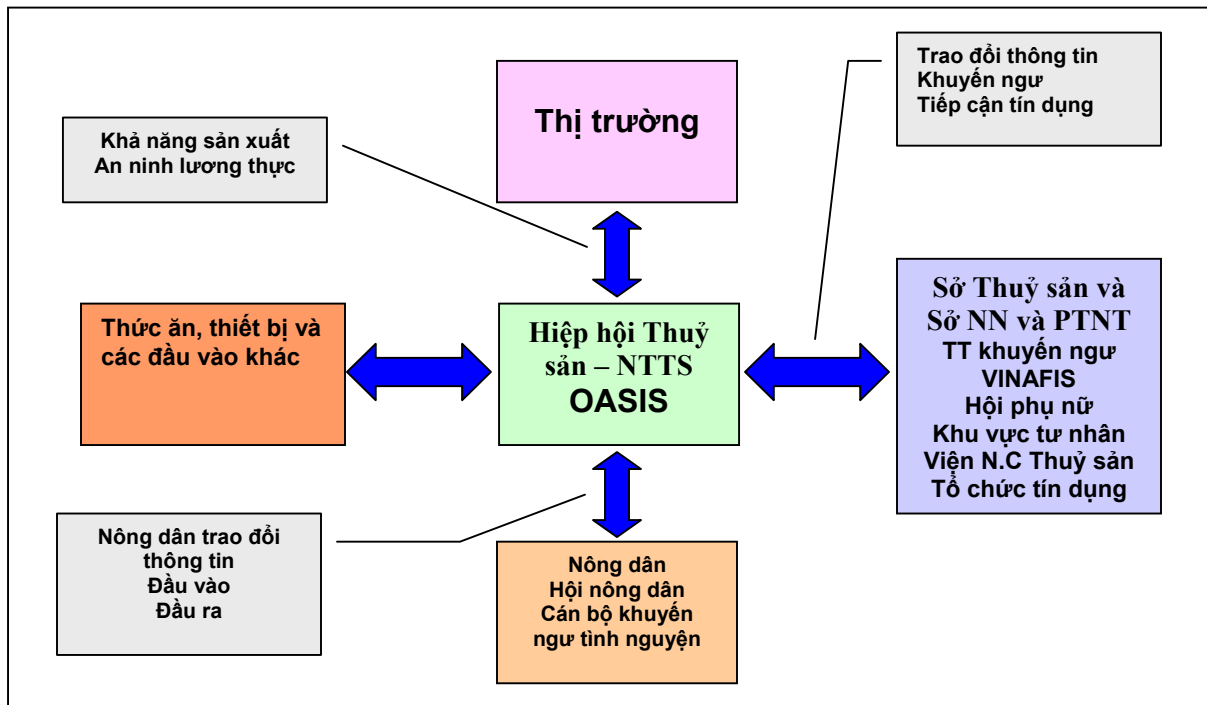 Thị trường
Trao đổi thông tin
Khuyến ngư
Tiếp cận tín dụng
Khả năng sản xuất
An ninh lương thực
Thức ăn, thiết bị và
các đầu vào khác
Hiệp hội Thuỷ
sản – NTTS
OASIS
Sở Thuỷ sản và
Sở NN và PTNT
TT khuyến ngư
VINAFIS
Hội phụ nữ
Khu vực tư nhân
Viện N.C Thuỷ sản
Tổ chức tín dụng
Nông dân trao đổi
thông tin
Đầu vào
Đầu ra
Nông dân
Hội nông dân
Cán bộ khuyến
ngư tình nguyện